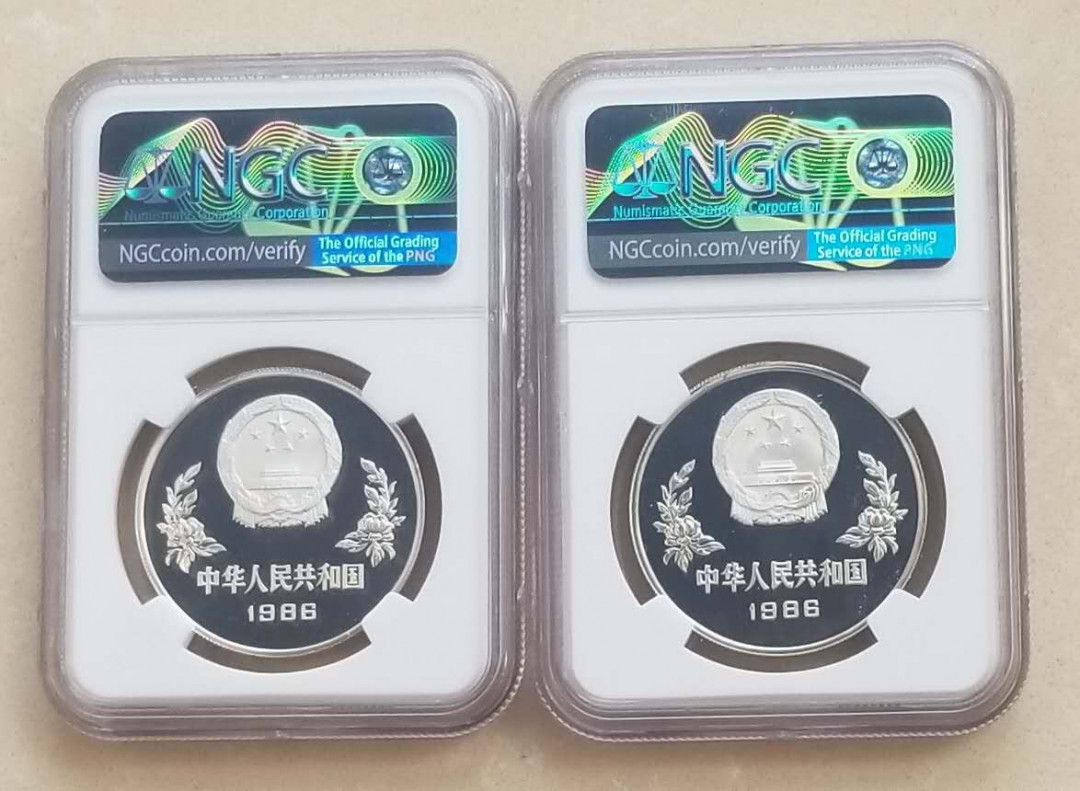 NGC
Numismatic Guaranty Corporation
NGCcoin.com/verify
The Official Grading
Service of the PNG
中华人民共和国
1986
NGC
Numismatic Guaranty Corporation
NGCcoin.com/verify
The Official Grading
Service of the PNG
中华人民共和国
1986